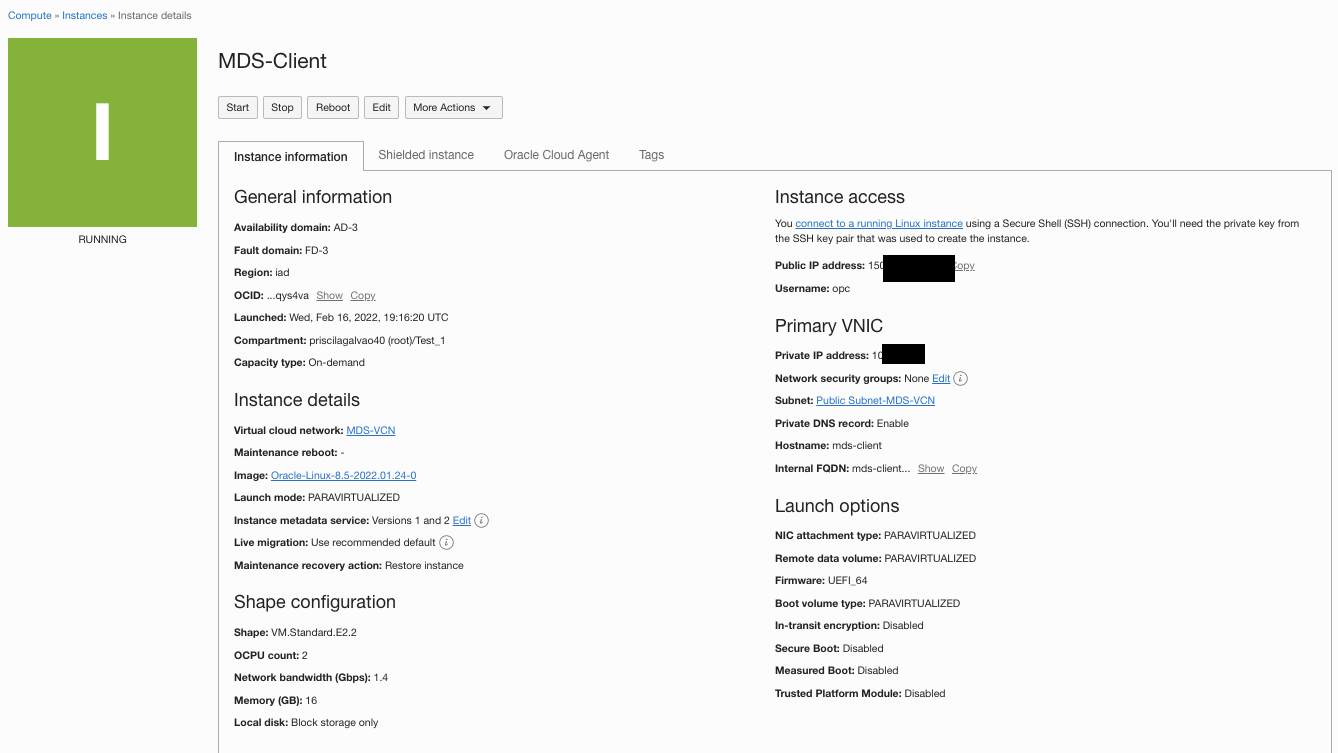 Compute » Instances » Instance details
I
RUNNING
MDS-Client
Start Stop Reboot Edit More Actions
Instance information Shielded instance Oracle Cloud Agent Tags
General information
Availability domain: AD-3
Fault domain: FD-3
Region: iad
OCID: ...qys4va Show Copy
Launched: Wed, Feb 16, 2022, 19:16:20 UTC
Compartment: priscilagalvao40 (root)/Test_1
Capacity type: On-demand
Instance details
Virtual cloud network: MDS-VCN
Maintenance reboot: -
Image: Oracle-Linux-8.5-2022.01.24-0
Launch mode: PARAVIRTUALIZED
Instance metadata service: Versions 1 and 2 Edit i
Live migration: Use recommended default i
Maintenance recovery action: Restore instance
Shape configuration
Shape: VM.Standard.E2.2
OCPU count: 2
Network bandwidth (Gbps): 1.4
Memory (GB): 16
Local disk: Block storage only
Instance access
You connect to a running Linux instance using a Secure Shell (SSH) connection. You'll need the private key from
the SSH key pair that was used to create the instance.
Public IP address: 150 Copy
Username: opc
Primary VNIC
Private IP address: 10
Network security groups: None Edit i
Subnet: Public Subnet-MDS-VCN
Private DNS record: Enable
Hostname: mds-client
Internal FQDN: mds-client... Show Copy
Launch options
NIC attachment type: PARAVIRTUALIZED
Remote data volume: PARAVIRTUALIZED
Firmware: UEFI_64
Boot volume type: PARAVIRTUALIZED
In-transit encryption: Disabled
Secure Boot: Disabled
Measured Boot: Disabled
Trusted Platform Module: Disabled